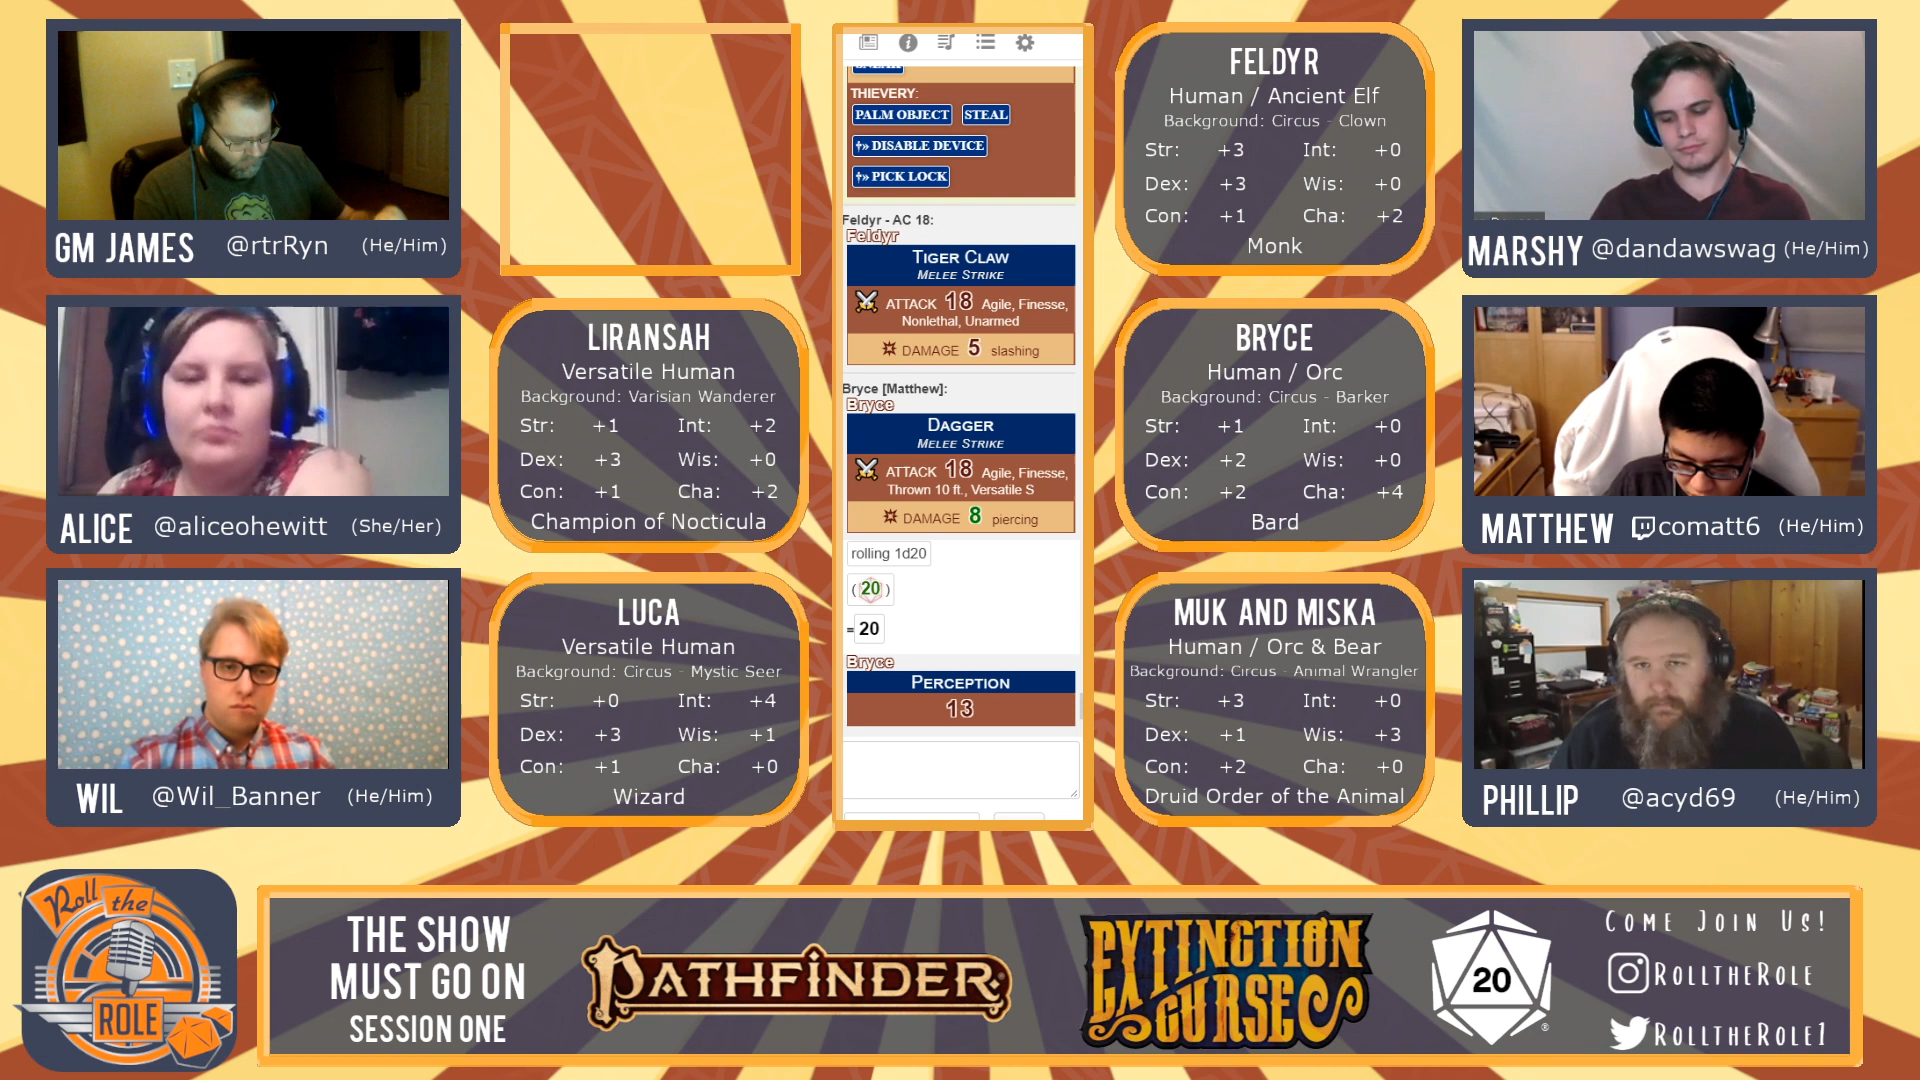 GM JAMES @rtrRyn (He/Him)
ALICE @aliceohewitt (She/Her)
WIL @Wil_Banner (He/Him)
LIRANSAH
Versatile Human
Background: Varisian Wanderer
Str: +1 Int: +2
Dex: +3 Wis: +0
Con: +1 Cha: +2
Champion of Nocticula
LUCA
Versatile Human
Background: Circus - Mystic Seer
Str: +0 Int: +4
Dex: +3 Wis: +1
Con: +1 Cha: +0
Wizard
THIEVERY:
PALM OBJECT STEAL
DISABLE DEVICE
PICK LOCK
Feldyr - AC 18:
Feldyr
TIGER CLAW
MELEE STRIKE
ATTACK 18 Agile, Finesse,
Nonlethal, Unarmed
DAMAGE 5 slashing
Bryce [Matthew]:
Bryce
DAGGER
MELEE STRIKE
ATTACK 18 Agile, Finesse,
Thrown 10 ft., Versatile S
DAMAGE 8 piercing
rolling 1d20
(20)
=20
Bryce
PERCEPTION
13
FELDYR
Human / Ancient Elf
Background: Circus - Clown
Str: +3 Int: +0
Dex: +3 Wis: +0
Con: +1 Cha: +2
Monk
BRYCE
Human / Orc
Background: Circus - Barker
Str: +1 Int: +0
Dex: +2 Wis: +0
Con: +2 Cha: +4
Bard
MUK AND MISKA
Human / Orc & Bear
Background: Circus - Animal Wrangler
Str: +3 Int: +0
Dex: +1 Wis: +3
Con: +2 Cha: +0
Druid Order of the Animal
MARSHY @dandawswag (He/Him)
MATTHEW comatt6 (He/Him)
PHILLIP @acyd69 (He/Him)
Roll the
ROLE
THE SHOW
MUST GO ON
SESSION ONE
PATHFINDER
EXTINCTION
CURSE
20
COME JOIN US!
ROLLTHEROLE
ROLLTHEROLE1